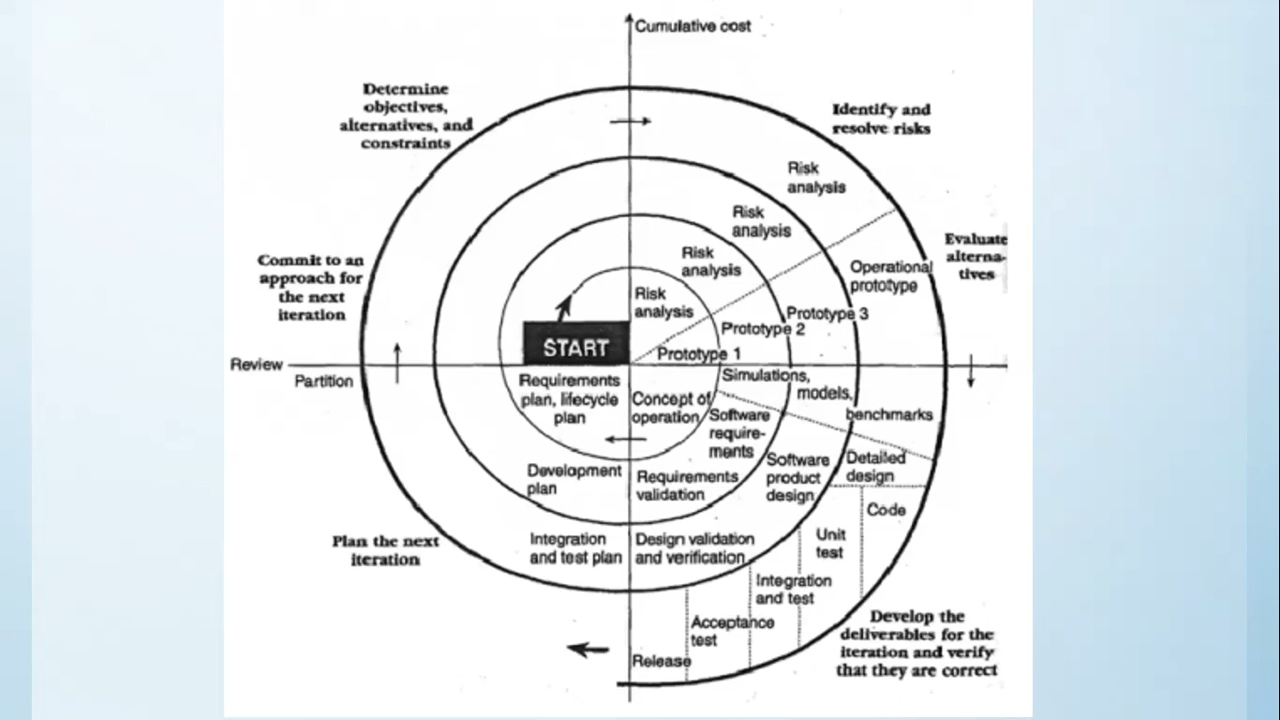 Cumulative cost
Determine
objectives,
alternatives, and
constraints
Identify and
resolve risks
Risk
analysis
Risk
analysis
Risk
analysis
Risk
analysis
Evaluate
alterna-
tives
Commit to an
approach for
the next
iteration
Operational
prototype
Prototype 3
Prototype 2
Prototype 1
START
Review
Partition
Requirements
plan, lifecycle
plan
Concept of
operation
Simulations,
models,
benchmarks
Software
require-
ments
Development
plan
Requirements
validation
Software
product
design
Detailed
design
Code
Unit
test
Plan the next
iteration
Integration
and test plan
Design validation
and verification
Integration
and test
Acceptance
test
Release
Develop the
deliverables for the
iteration and verify
that they are correct